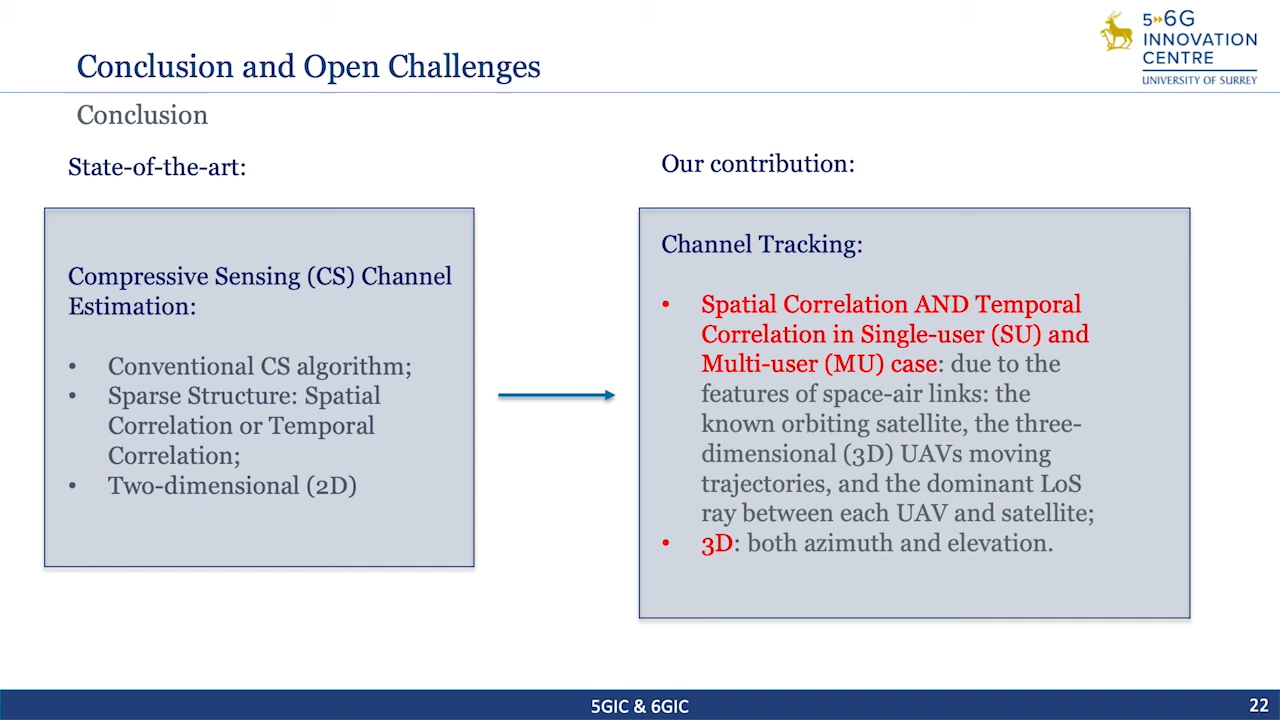 5G 6G
INNOVATION
CENTRE
UNIVERSITY OF SURREY
Conclusion and Open Challenges
Conclusion
State-of-the-art:
Compressive Sensing (CS) Channel
Estimation:
• Conventional CS algorithm;
• Sparse Structure: Spatial
Correlation or Temporal
Correlation;
• Two-dimensional (2D)
Our contribution:
Channel Tracking:
• Spatial Correlation AND Temporal
Correlation in Single-user (SU) and
Multi-user (MU) case: due to the
features of space-air links: the
known orbiting satellite, the three-
dimensional (3D) UAVs moving
trajectories, and the dominant LoS
ray between each UAV and satellite;
• 3D: both azimuth and elevation.
5GIC & 6GIC
22